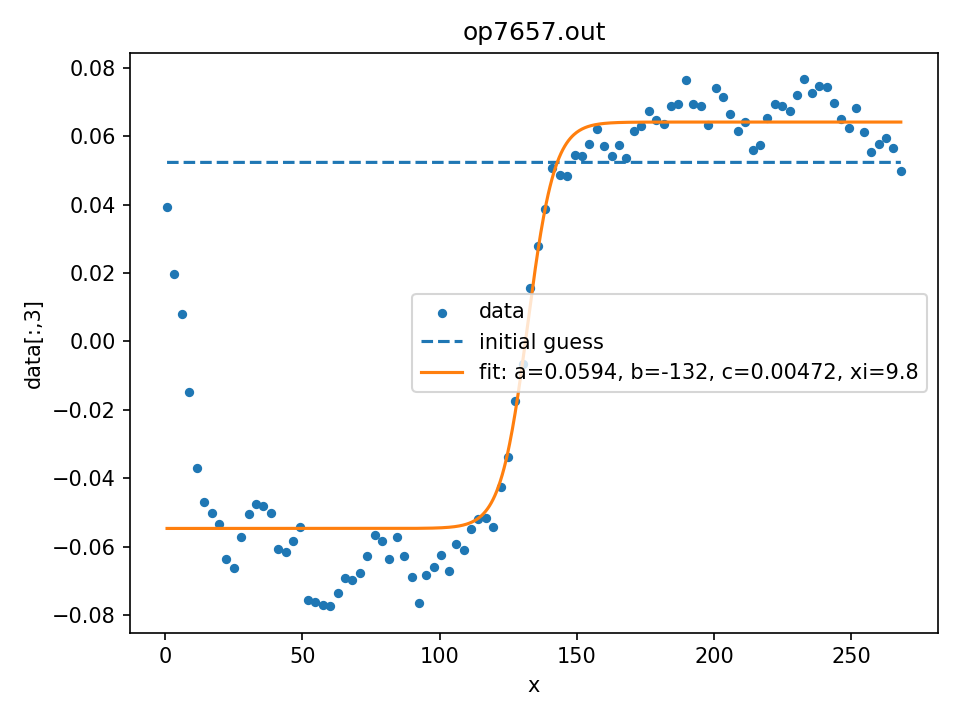 op7657.out
0.08
0.06
0.04
0.02
0.00
−0.02
−0.04
−0.06
−0.08
data[:,3]
data
initial guess
fit: a=0.0594, b=-132, c=0.00472, xi=9.8
0 50 100 150 200 250
x